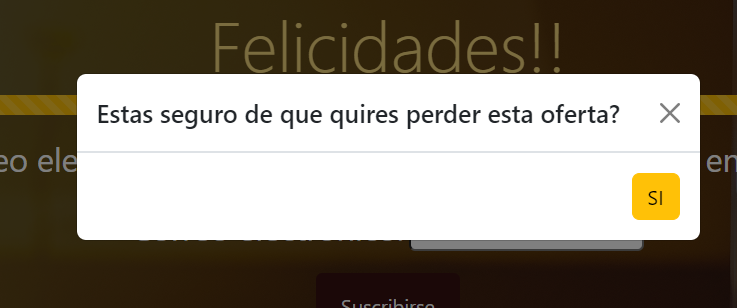 Felicidades!!
Estas seguro de que quires perder esta oferta?
SI
Suscribirse